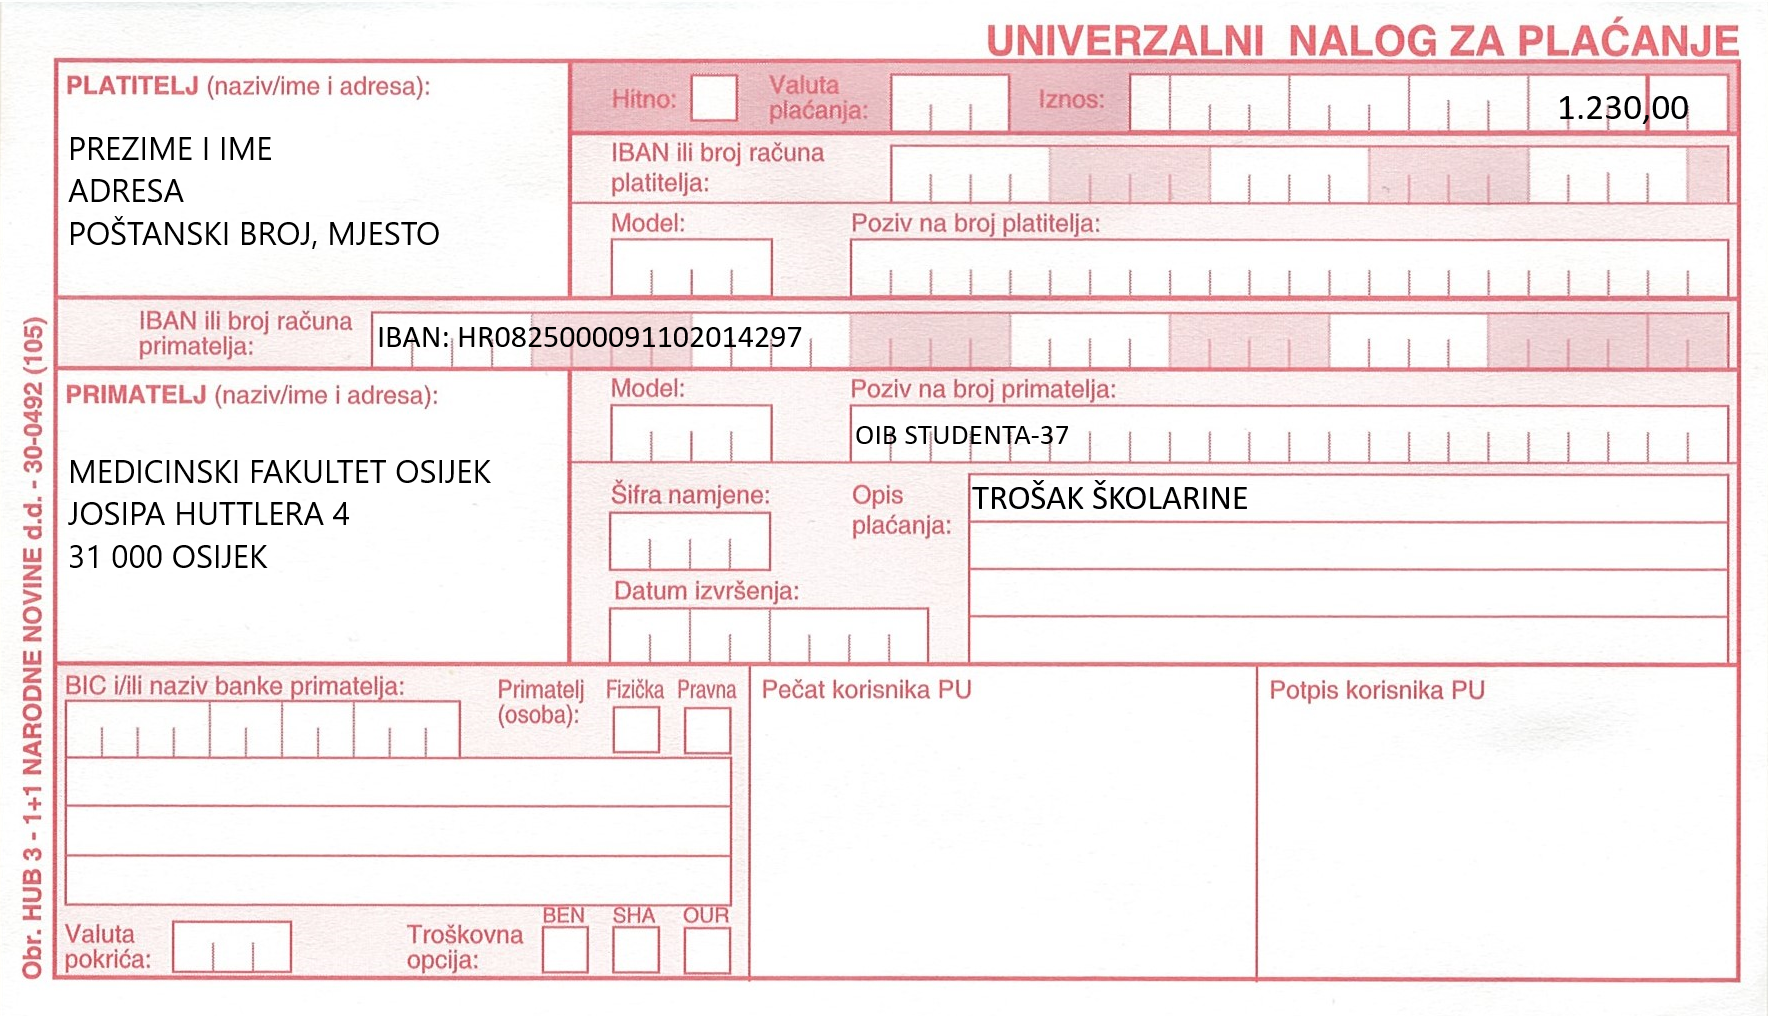 UNIVERZALNI NALOG ZA PLAĆANJE
PLATITELJ (naziv/ime i adresa):
PREZIME I IME
ADRESA
POŠTANSKI BROJ, MJESTO
Hitno:
Valuta
plaćanja:
Iznos:
1.230,00
IBAN ili broj računa
platitelja:
Model:
Poziv na broj platitelja:
IBAN ili broj računa
primatelja:
IBAN: HR0825000091102014297
PRIMATELJ (naziv/ime i adresa):
MEDICINSKI FAKULTET OSIJEK
JOSIPA HUTTLERA 4
31 000 OSIJEK
Model:
Poziv na broj primatelja:
OIB STUDENTA-37
Šifra namjene:
Opis
plaćanja:
TROŠAK ŠKOLARINE
Datum izvršenja:
BIC i/ili naziv banke primatelja:
Primatelj
(osoba):
Fizička
Pravna
Pečat korisnika PU
Potpis korisnika PU
Valuta
pokrića:
Troškovna
opcija:
BEN
SHA
OUR
Obr. HUB 3 - 1+1 NARODNE NOVINE d.d. - 30-0492 (105)